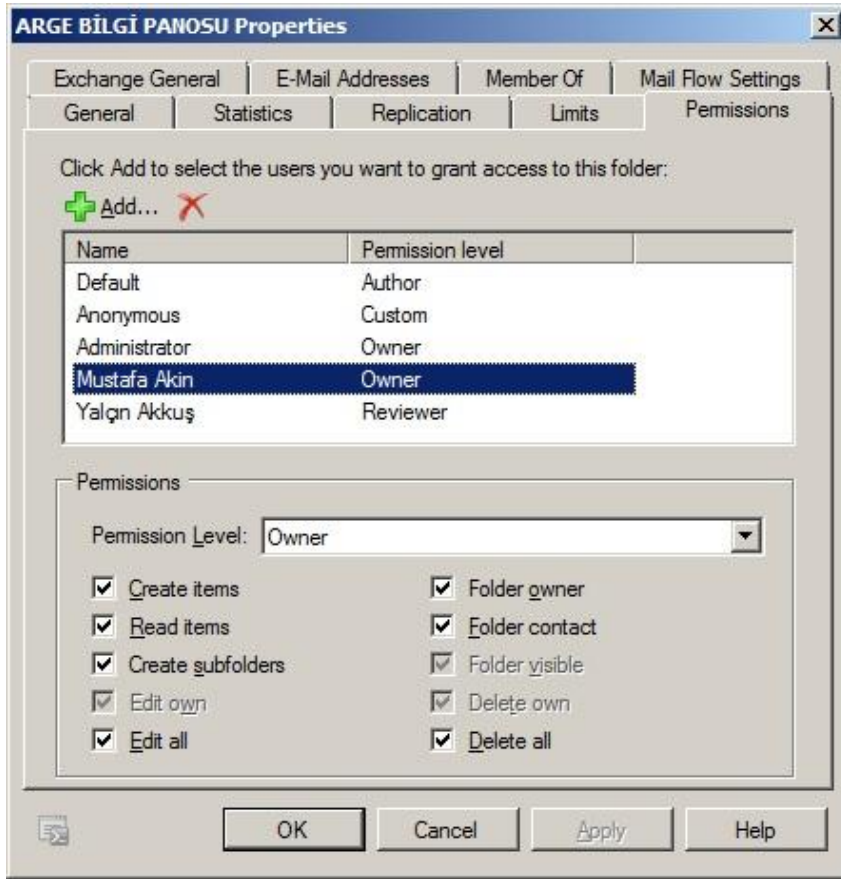 ARGE BİLGİ PANOSU Properties
Exchange General E-Mail Addresses Member Of Mail Flow Settings
General Statistics Replication Limits Permissions
Click Add to select the users you want to grant access to this folder:
Add...
Name Permission level
Default Author
Anonymous Custom
Administrator Owner
Mustafa Akin Owner
Yalçın Akkuş Reviewer
Permissions
Permission Level: Owner
Create items Folder owner
Read items Folder contact
Create subfolders Folder visible
Edit own Delete own
Edit all Delete all
OK Cancel Apply Help